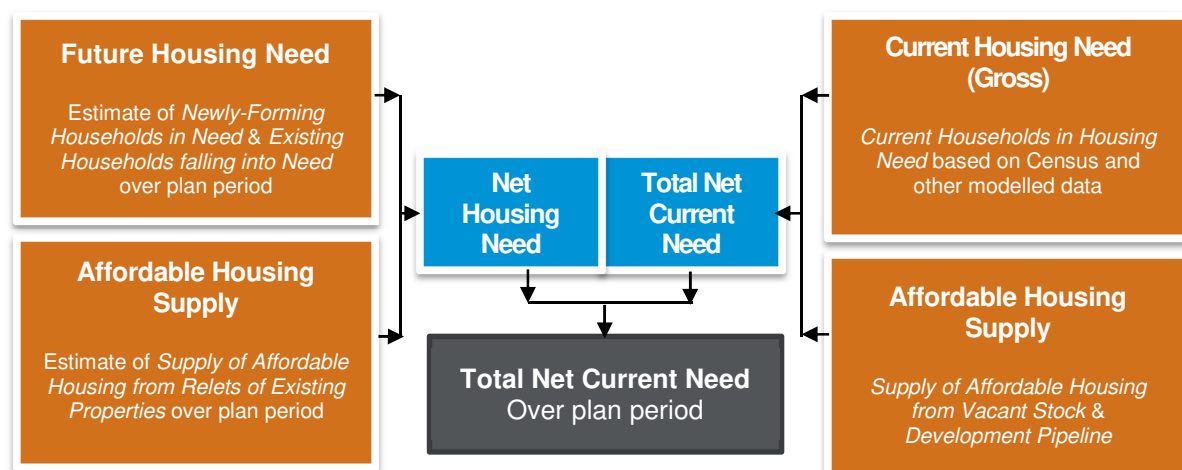 Future Housing Need
Estimate of Newly-Forming
Households in Need & Existing
Households falling into Need
over plan period
Affordable Housing
Supply
Estimate of Supply of Affordable
Housing from Relets of Existing
Properties over plan period
Net
Housing
Need
Total Net
Current
Need
Total Net Current Need
Over plan period
Current Housing Need
(Gross)
Current Households in Housing
Need based on Census and
other modelled data
Affordable Housing
Supply
Supply of Affordable Housing
from Vacant Stock &
Development Pipeline